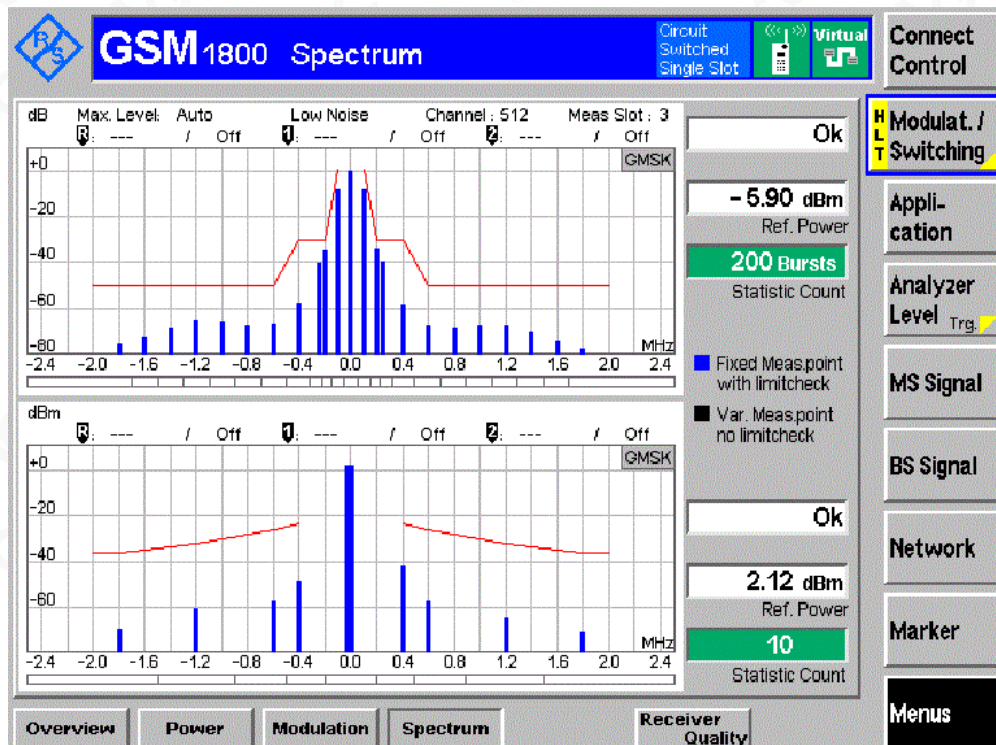 R S
GSM 1800 Spectrum
Circuit
Switched
Single Slot
Virtual
Connect
Control
dB Max. Level: Auto Low Noise Channel : 512 Meas Slot : 3
R : --- / Off 1 : --- / Off 2 : --- / Off
GMSK
+0
-20
-40
-60
-80
MHz
-2.4 -2.0 -1.6 -1.2 -0.8 -0.4 0.0 0.4 0.8 1.2 1.6 2.0 2.4
Ok
-5.90 dBm
Ref. Power
200 Bursts
Statistic Count
Fixed Meas.point
with limitcheck
Var. Meas.point
no limitcheck
dBm
R : --- / Off 1 : --- / Off 2 : --- / Off
GMSK
+0
-20
-40
-60
MHz
-2.4 -2.0 -1.6 -1.2 -0.8 -0.4 0.0 0.4 0.8 1.2 1.6 2.0 2.4
Ok
2.12 dBm
Ref. Power
10
Statistic Count
HLT
Modulat. /
Switching
Appli-
cation
Analyzer
Level Trg.
MS Signal
BS Signal
Network
Marker
Menus
Overview
Power
Modulation
Spectrum
Receiver
Quality